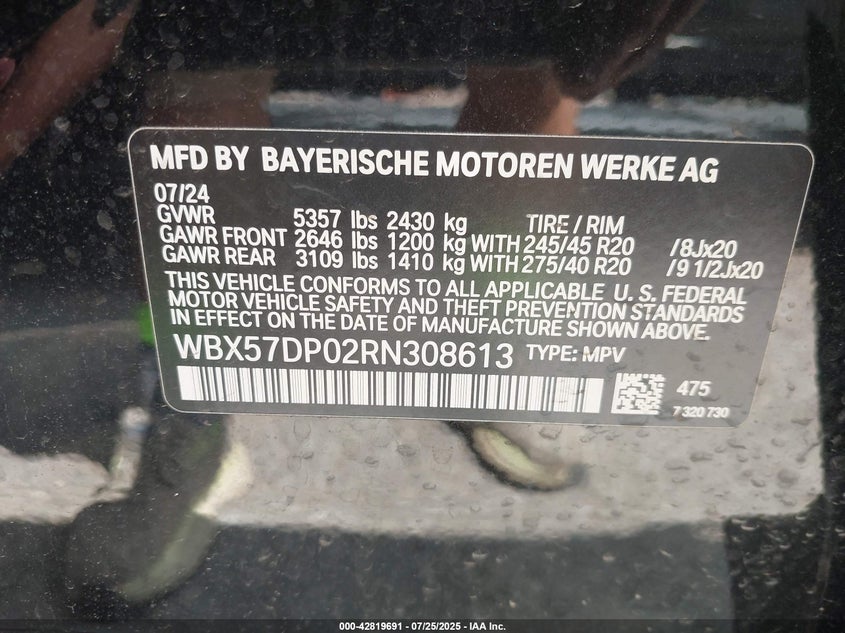 MFD BY BAYERISCHE MOTOREN WERKE AG
07/24
GVWR 5357 lbs 2430 kg TIRE / RIM
GAWR FRONT 2646 lbs 1200 kg WITH 245/45 R20 /8Jx20
GAWR REAR 3109 lbs 1410 kg WITH 275/40 R20 /9 1/2Jx20
THIS VEHICLE CONFORMS TO ALL APPLICABLE U. S. FEDERAL
MOTOR VEHICLE SAFETY AND THEFT PREVENTION STANDARDS
IN EFFECT ON THE DATE OF MANUFACTURE SHOWN ABOVE.
WBX57DP02RN308613 TYPE: MPV
475
7 320 730
000-42819691 - 07/25/2025 - IAA Inc.